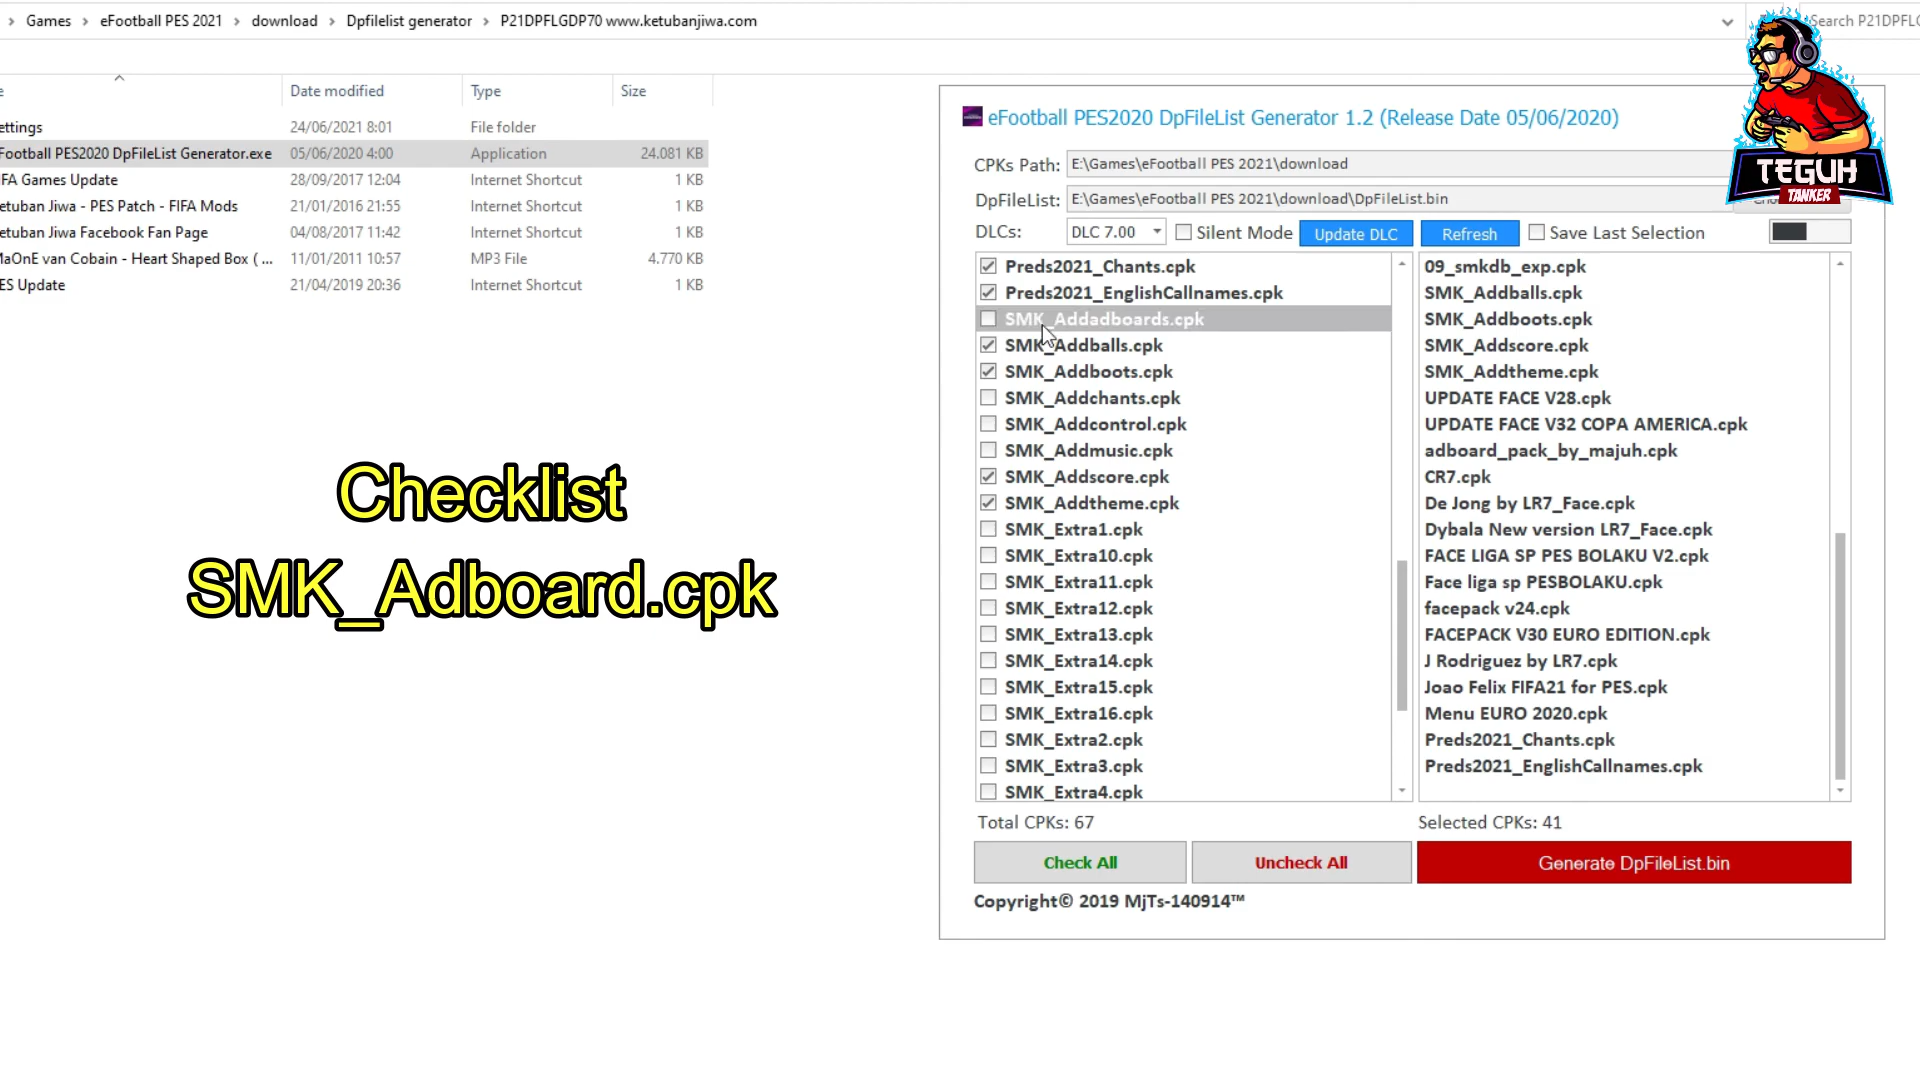 Games > eFootball PES 2021 > download > Dpfilelist generator > P21DPFLGDP70 www.ketubanjiwa.com
Search P21DPFLG
Date modified Type Size
ettings 24/06/2021 8:01 File folder
Football PES2020 DpFileList Generator.exe 05/06/2020 4:00 Application 24.081 KB
IFA Games Update 28/09/2017 12:04 Internet Shortcut 1 KB
etuban Jiwa - PES Patch - FIFA Mods 21/01/2016 21:55 Internet Shortcut 1 KB
etuban Jiwa Facebook Fan Page 04/08/2017 11:42 Internet Shortcut 1 KB
MaOnE van Cobain - Heart Shaped Box ( ... 11/01/2011 10:57 MP3 File 4.770 KB
ES Update 21/04/2019 20:36 Internet Shortcut 1 KB
Checklist
SMK_Adboard.cpk
TEGUH
TANKER
eFootball PES2020 DpFileList Generator 1.2 (Release Date 05/06/2020)
CPKs Path: E:\Games\eFootball PES 2021\download
DpFileList: E:\Games\eFootball PES 2021\download\DpFileList.bin
DLCs: DLC 7.00 Silent Mode Update DLC Refresh Save Last Selection
Preds2021_Chants.cpk
Preds2021_EnglishCallnames.cpk
SMK_Addadboards.cpk
SMK_Addballs.cpk
SMK_Addboots.cpk
SMK_Addchants.cpk
SMK_Addcontrol.cpk
SMK_Addmusic.cpk
SMK_Addscore.cpk
SMK_Addtheme.cpk
SMK_Extra1.cpk
SMK_Extra10.cpk
SMK_Extra11.cpk
SMK_Extra12.cpk
SMK_Extra13.cpk
SMK_Extra14.cpk
SMK_Extra15.cpk
SMK_Extra16.cpk
SMK_Extra2.cpk
SMK_Extra3.cpk
SMK_Extra4.cpk
09_smkdb_exp.cpk
SMK_Addballs.cpk
SMK_Addboots.cpk
SMK_Addscore.cpk
SMK_Addtheme.cpk
UPDATE FACE V28.cpk
UPDATE FACE V32 COPA AMERICA.cpk
adboard_pack_by_majuh.cpk
CR7.cpk
De Jong by LR7_Face.cpk
Dybala New version LR7_Face.cpk
FACE LIGA SP PES BOLAKU V2.cpk
Face liga sp PESBOLAKU.cpk
facepack v24.cpk
FACEPACK V30 EURO EDITION.cpk
J Rodriguez by LR7.cpk
Joao Felix FIFA21 for PES.cpk
Menu EURO 2020.cpk
Preds2021_Chants.cpk
Preds2021_EnglishCallnames.cpk
Total CPKs: 67 Selected CPKs: 41
Check All Uncheck All Generate DpFileList.bin
Copyright© 2019 MjTs-140914™